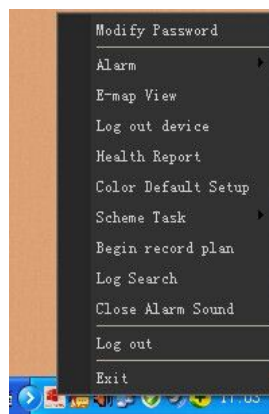 Modify Password
Alarm
E-map View
Log out device
Health Report
Color Default Setup
Scheme Task
Begin record plan
Log Search
Close Alarm Sound
Log out
Exit